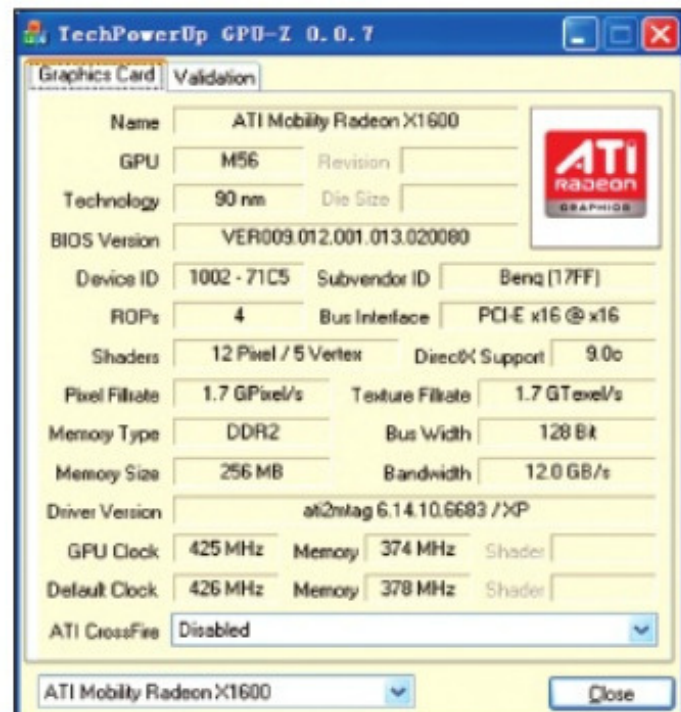 TechPowerUp GPU-Z 0.0.7
Graphics Card Validation
Name ATI Mobility Radeon X1600
ATI
RADEON
GRAPHICS
GPU M56 Revision
Technology 90 nm Die Size
BIOS Version VER009.012.001.013.020080
Device ID 1002 - 71C5 Subvendor ID Benq (17FF)
ROPs 4 Bus Interface PCI-E x16 @ x16
Shaders 12 Pixel / 5 Vertex DirectX Support 9.0c
Pixel Fillrate 1.7 GPixel/s Texture Fillrate 1.7 GTexel/s
Memory Type DDR2 Bus Width 128 Bit
Memory Size 256 MB Bandwidth 12.0 GB/s
Driver Version ati2mtag 6.14.10.6683 / XP
GPU Clock 425 MHz Memory 374 MHz Shader
Default Clock 426 MHz Memory 378 MHz Shader
ATI CrossFire Disabled
ATI Mobility Radeon X1600 Close